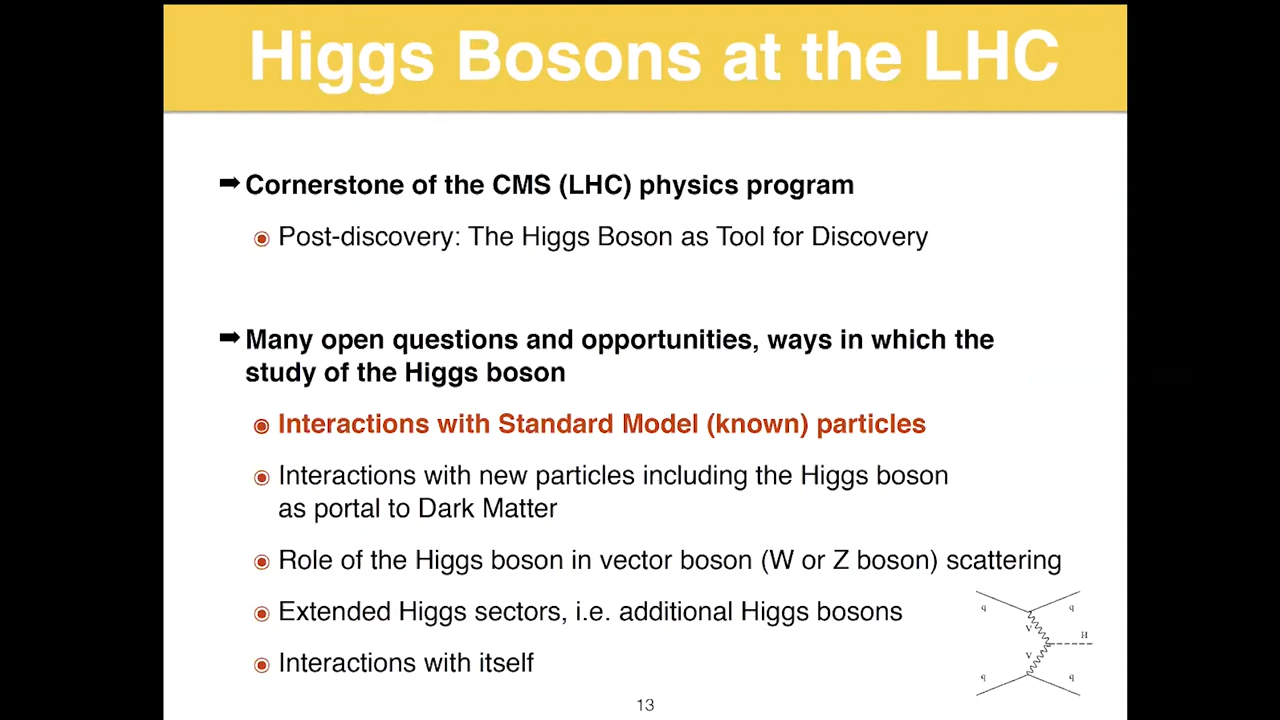 Higgs Bosons at the LHC
➡Cornerstone of the CMS (LHC) physics program
◉ Post-discovery: The Higgs Boson as Tool for Discovery
➡Many open questions and opportunities, ways in which the
study of the Higgs boson
◉ Interactions with Standard Model (known) particles
◉ Interactions with new particles including the Higgs boson
as portal to Dark Matter
◉ Role of the Higgs boson in vector boson (W or Z boson) scattering
◉ Extended Higgs sectors, i.e. additional Higgs bosons
◉ Interactions with itself
q q
V
H
V
q q
13